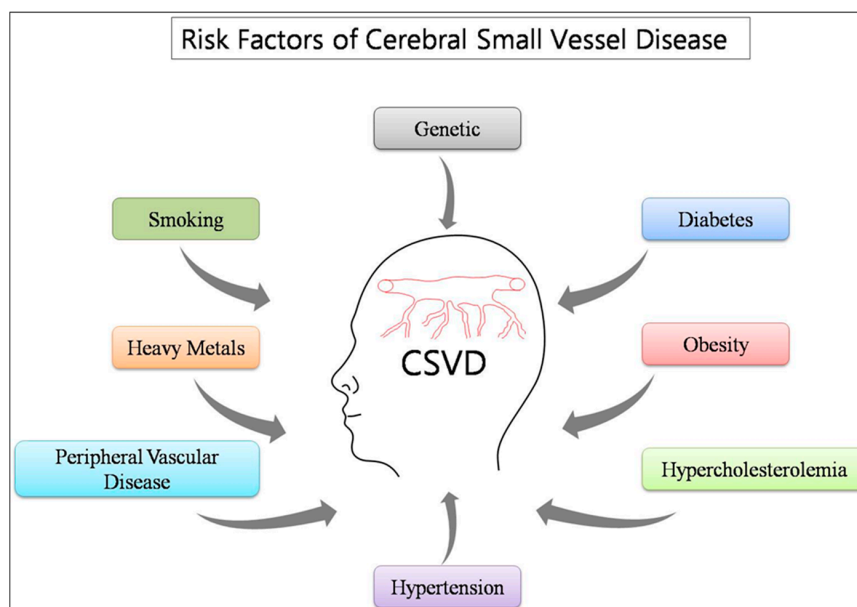 Risk Factors of Cerebral Small Vessel Disease
Genetic
Smoking
Diabetes
Heavy Metals
Obesity
CSVD
Peripheral Vascular
Disease
Hypercholesterolemia
Hypertension